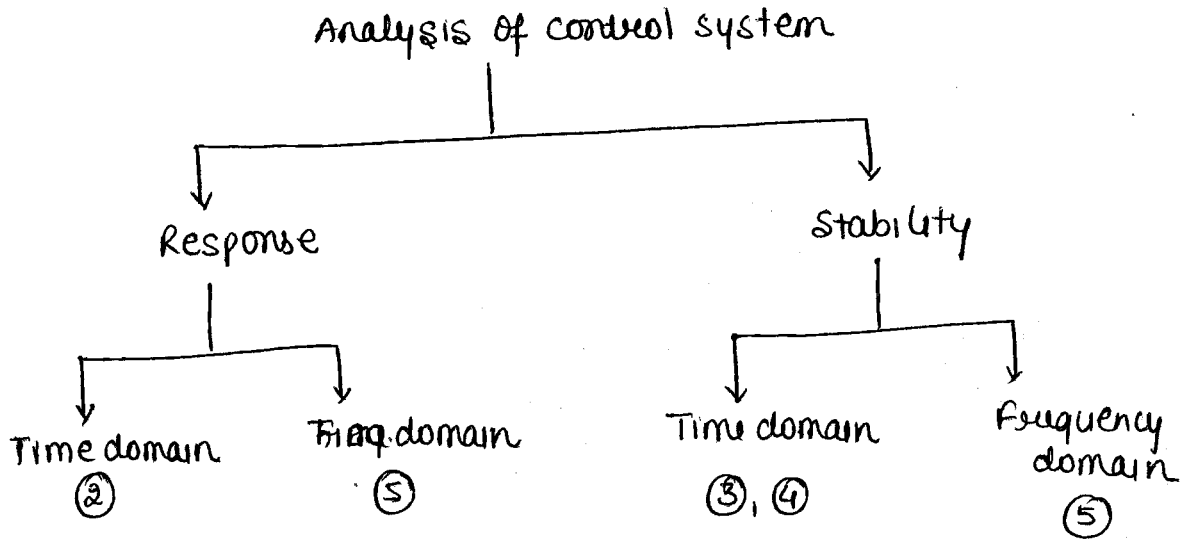 Analysis of control system
Response
Stability
Time domain
Freq. domain
Time domain
Frequency
domain
②
⑤
③, ④
⑤